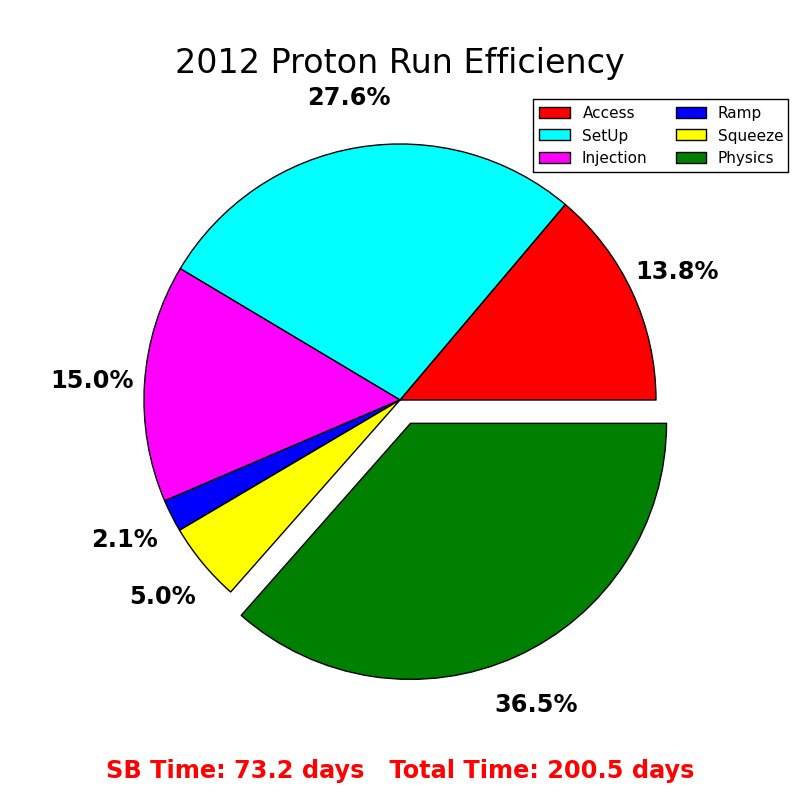 2012 Proton Run Efficiency
27.6%
Access
SetUp
Injection
Ramp
Squeeze
Physics
13.8%
15.0%
2.1%
5.0%
36.5%
SB Time: 73.2 days   Total Time: 200.5 days